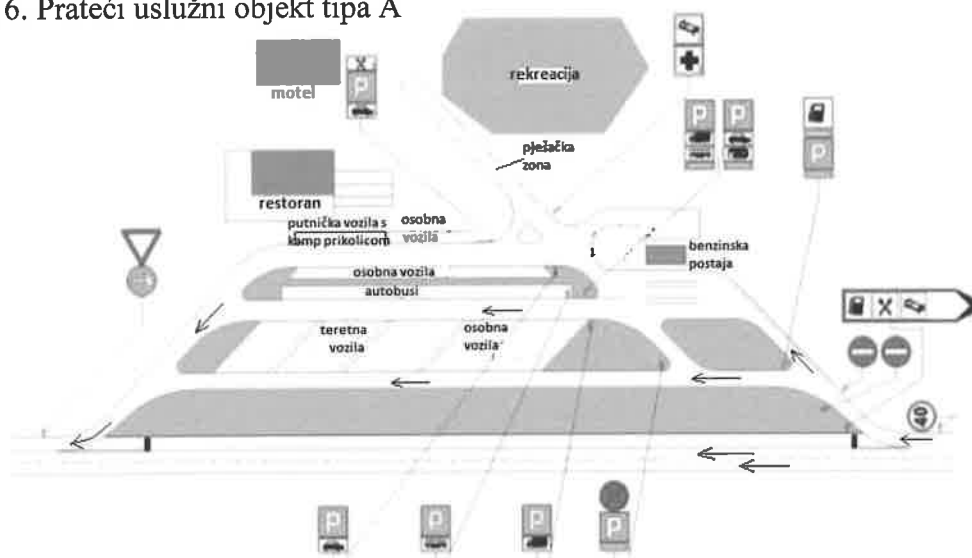 6. Prateći uslužni objekt tipa A
motel
P
rekreacija
pježačka
zona
P
P
P
restoran
putnička vozila s
kamp prikolicom
osobna
vozila
benzinska
postaja
osobna vozila
autobusi
teretna
vozila
osobna
vozila
40
P
P
P
P